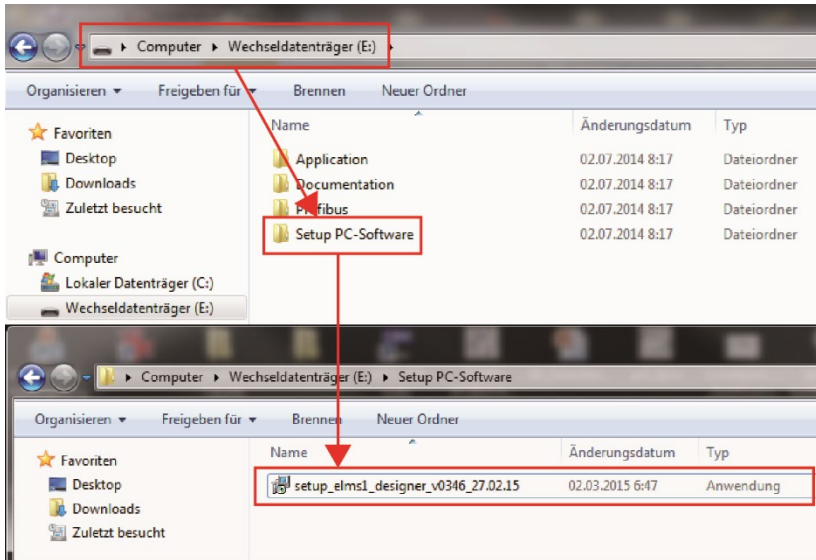 Computer ▸ Wechseldatenträger (E:) ▸
Organisieren ▾ Freigeben für ▾ Brennen Neuer Ordner
Favoriten
Desktop
Downloads
Zuletzt besucht
Computer
Lokaler Datenträger (C:)
Wechseldatenträger (E:)
Name Änderungsdatum Typ
Application 02.07.2014 8:17 Dateiordner
Documentation 02.07.2014 8:17 Dateiordner
Profibus 02.07.2014 8:17 Dateiordner
Setup PC-Software 02.07.2014 8:17 Dateiordner
Computer ▸ Wechseldatenträger (E:) ▸ Setup PC-Software
Organisieren ▾ Freigeben für ▾ Brennen Neuer Ordner
Favoriten
Desktop
Downloads
Zuletzt besucht
Name Änderungsdatum Typ
setup_elms1_designer_v0346_27.02.15 02.03.2015 6:47 Anwendung